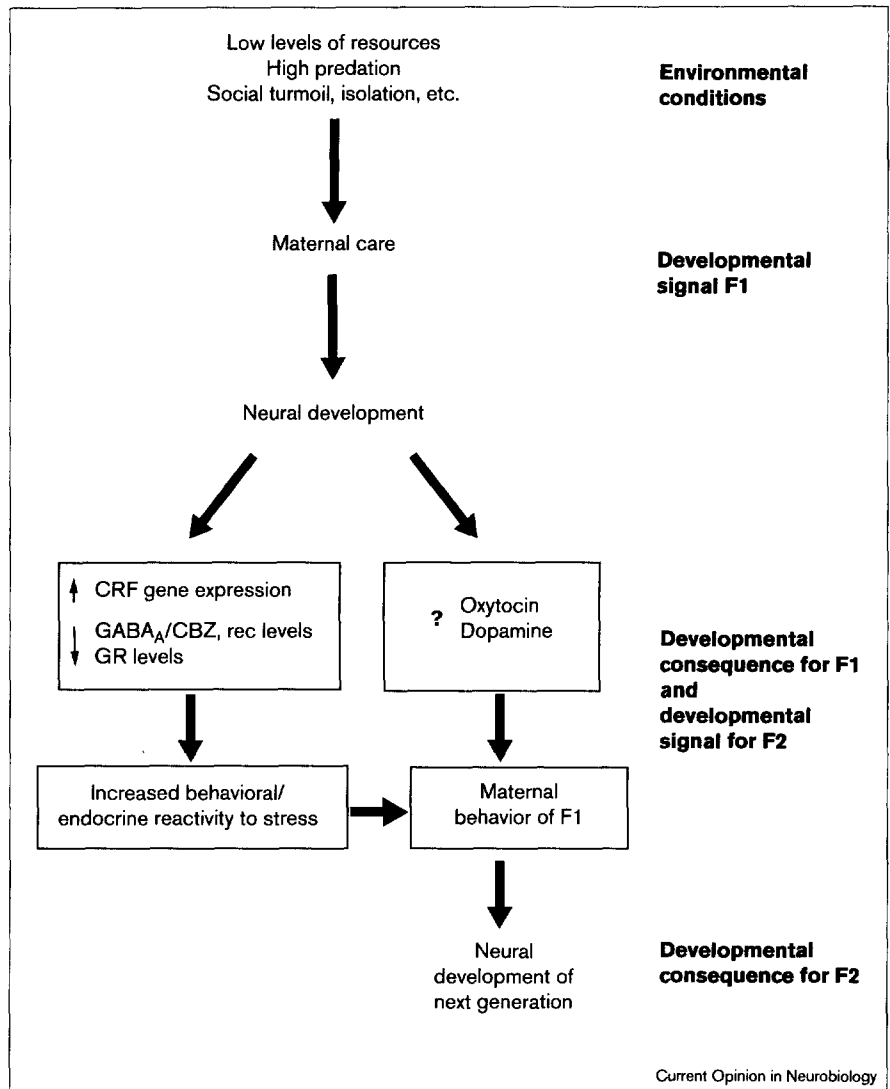 Low levels of resources
High predation
Social turmoil, isolation, etc.
Environmental
conditions
Maternal care
Developmental
signal F1
Neural development
↑ CRF gene expression
↓ GABA_A/CBZ, rec levels
GR levels
? Oxytocin
Dopamine
Developmental
consequence for F1
and
developmental
signal for F2
Increased behavioral/
endocrine reactivity to stress
Maternal
behavior of F1
Neural
development of
next generation
Developmental
consequence for F2
Current Opinion in Neurobiology